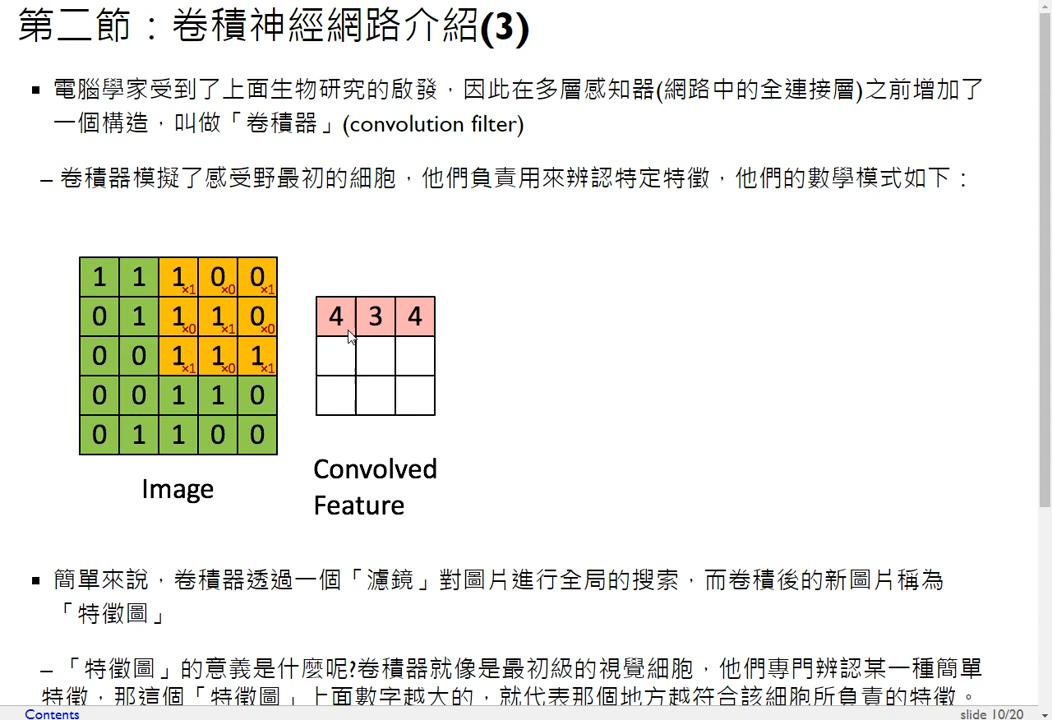 第二節：卷積神經網路介紹(3)
▪ 電腦學家受到了上面生物研究的啟發，因此在多層感知器(網路中的全連接層)之前增加了
一個構造，叫做「卷積器」(convolution filter)
– 卷積器模擬了感受野最初的細胞，他們負責用來辨認特定特徵，他們的數學模式如下：
1 1 1×1 0×0 0×1
0 1 1×0 1×1 0×0
0 0 1×1 1×0 1×1
0 0 1 1 0
0 1 1 0 0
Image
4 3 4
Convolved
Feature
▪ 簡單來說，卷積器透過一個「濾鏡」對圖片進行全局的搜索，而卷積後的新圖片稱為
「特徵圖」
– 「特徵圖」的意義是什麼呢?卷積器就像是最初級的視覺細胞，他們專門辨認某一種簡單
特徵，那這個「特徵圖」上面數字越大的，就代表那個地方越符合該細胞所負責的特徵。
Contents
slide 10/20